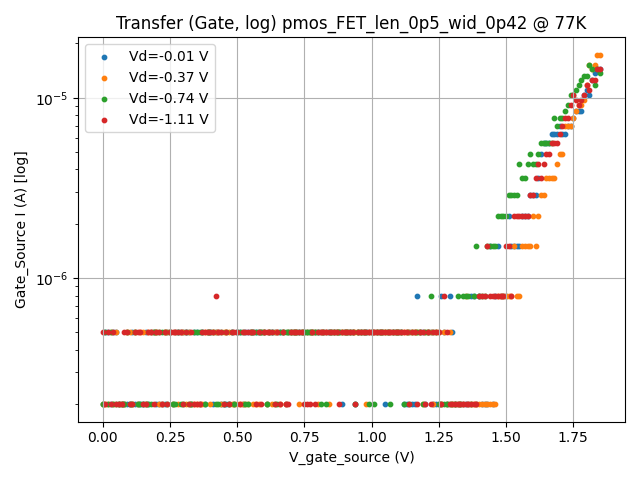 Transfer (Gate, log) pmos_FET_len_0p5_wid_0p42 @ 77K
Vd=-0.01 V
Vd=-0.37 V
Vd=-0.74 V
Vd=-1.11 V
10⁻⁵
10⁻⁶
Gate_Source I (A) [log]
0.00 0.25 0.50 0.75 1.00 1.25 1.50 1.75
V_gate_source (V)